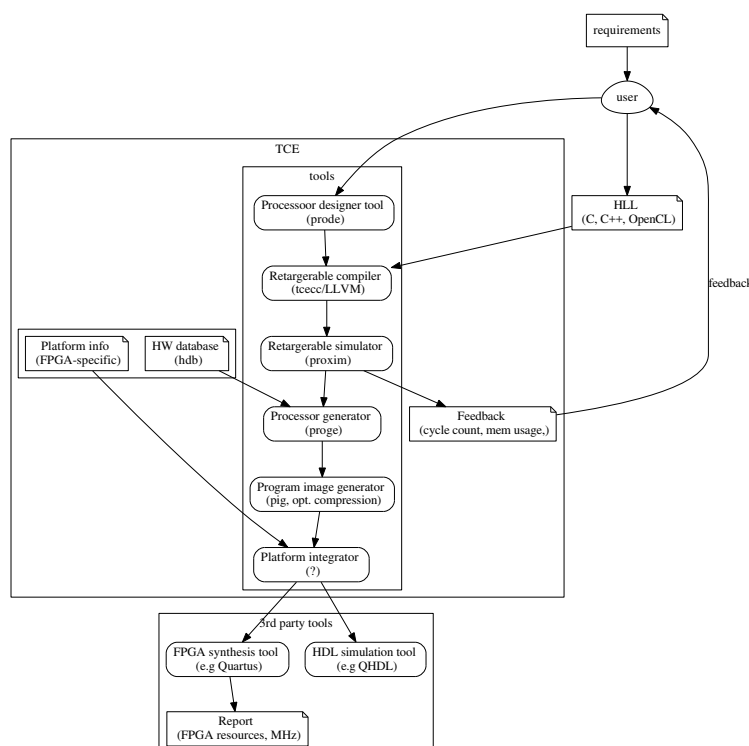 requirements
user
TCE
tools
Processoor designer tool
(prode)
HLL
(C, C++, OpenCL)
Retargerable compiler
(tcecc/LLVM)
feedback
Platform info
(FPGA-specific)
HW database
(hdb)
Retargerable simulator
(proxim)
Processor generator
(proge)
Feedback
(cycle count, mem usage,)
Program image generator
(pig, opt. compression)
Platform integrator
(?)
3rd party tools
FPGA synthesis tool
(e.g Quartus)
HDL simulation tool
(e.g QHDL)
Report
(FPGA resources, MHz)